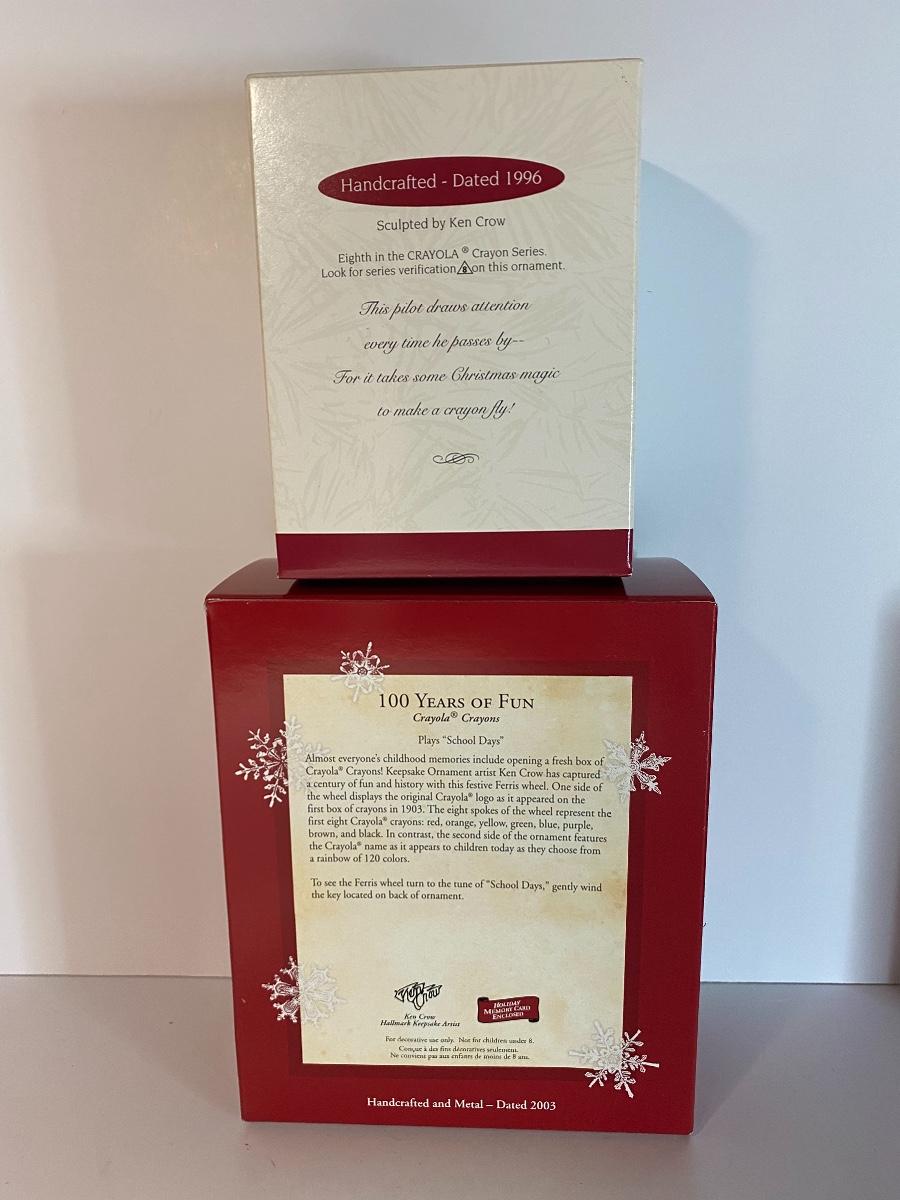 Handcrafted - Dated 1996
Sculpted by Ken Crow
Eighth in the CRAYOLA ® Crayon Series.
Look for series verification 8 on this ornament.
This pilot draws attention
every time he passes by--
For it takes some Christmas magic
to make a crayon fly!
100 YEARS OF FUN
Crayola® Crayons
Plays "School Days"
Almost everyone's childhood memories include opening a fresh box of
Crayola® Crayons! Keepsake Ornament artist Ken Crow has captured
a century of fun and history with this festive Ferris wheel. One side of
the wheel displays the original Crayola® logo as it appeared on the
first box of crayons in 1903. The eight spokes of the wheel represent the
first eight Crayola® crayons: red, orange, yellow, green, blue, purple,
brown, and black. In contrast, the second side of the ornament features
the Crayola® name as it appears to children today as they choose from
a rainbow of 120 colors.
To see the Ferris wheel turn to the tune of "School Days," gently wind
the key located on back of ornament.
Ken Crow
Ken Crow
Hallmark Keepsake Artist
HOLIDAY
MEMORY CARD
ENCLOSED
For decorative use only. Not for children under 8.
Conçue à des fins décoratives seulement.
Ne convient pas aux enfants de moins de 8 ans.
Handcrafted and Metal – Dated 2003